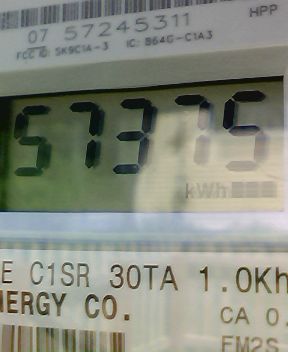 HPP
07 57245311
FCC ID: SK9C1A-3 IC: 864G-C1A3
57375
kWh
E C1SR 30TA 1.0Kh
NERGY CO.
CA 0.
FM2S